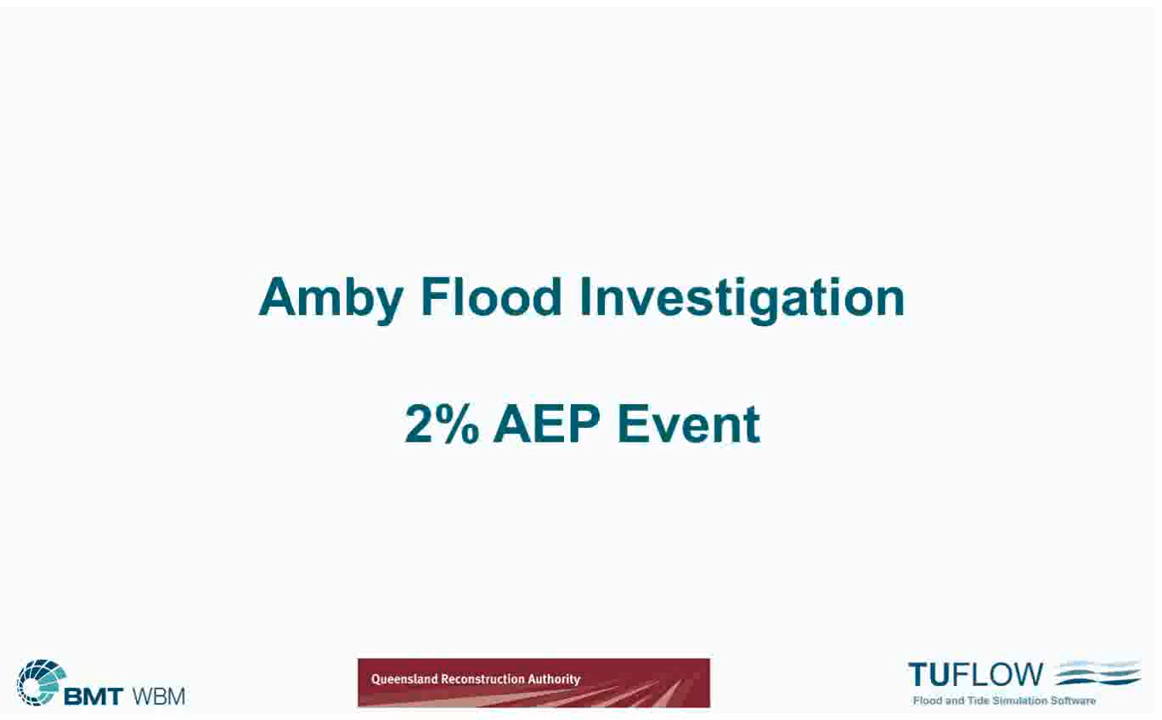 Amby Flood Investigation
2% AEP Event
BMT WBM
Queensland Reconstruction Authority
TUFLOW
Flood and Tide Simulation Software